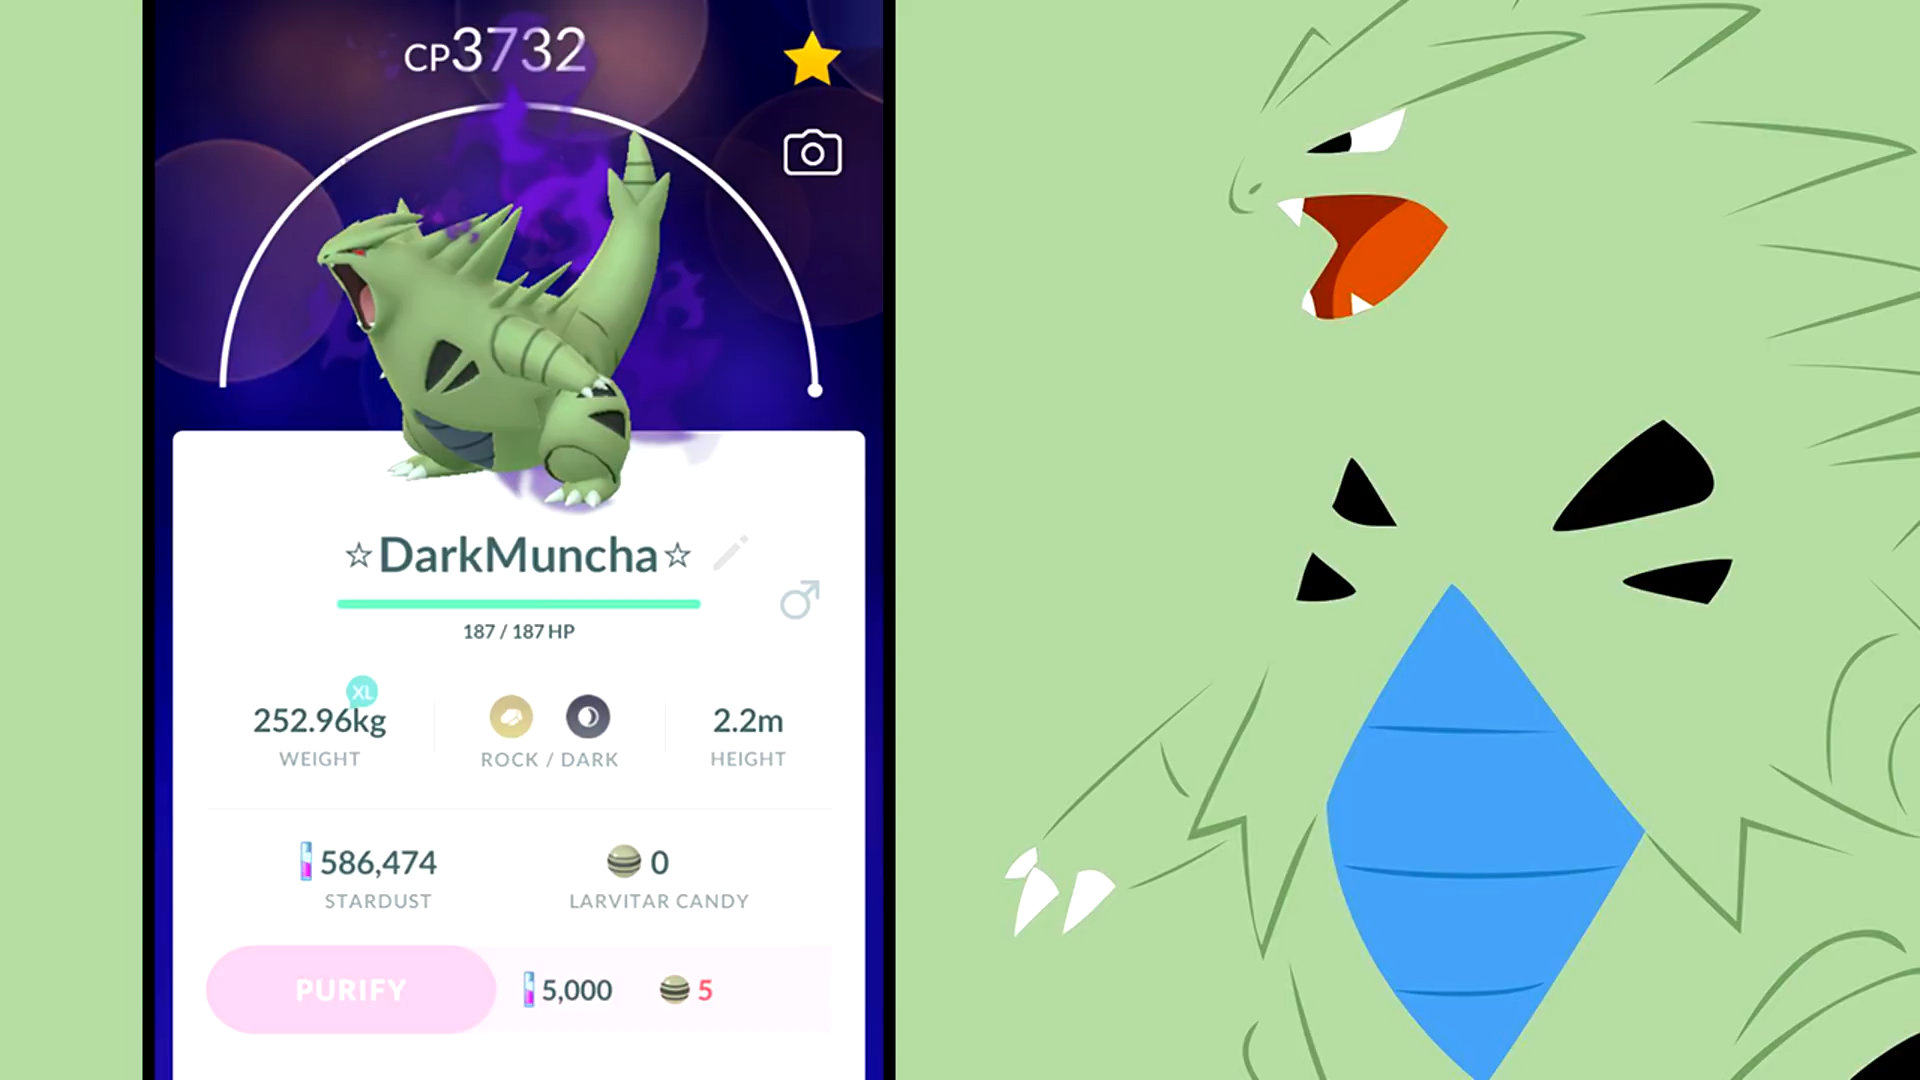 CP3732
☆DarkMuncha☆
187 / 187 HP
XL
252.96kg
WEIGHT
ROCK / DARK
2.2m
HEIGHT
586,474
STARDUST
0
LARVITAR CANDY
PURIFY
5,000
5